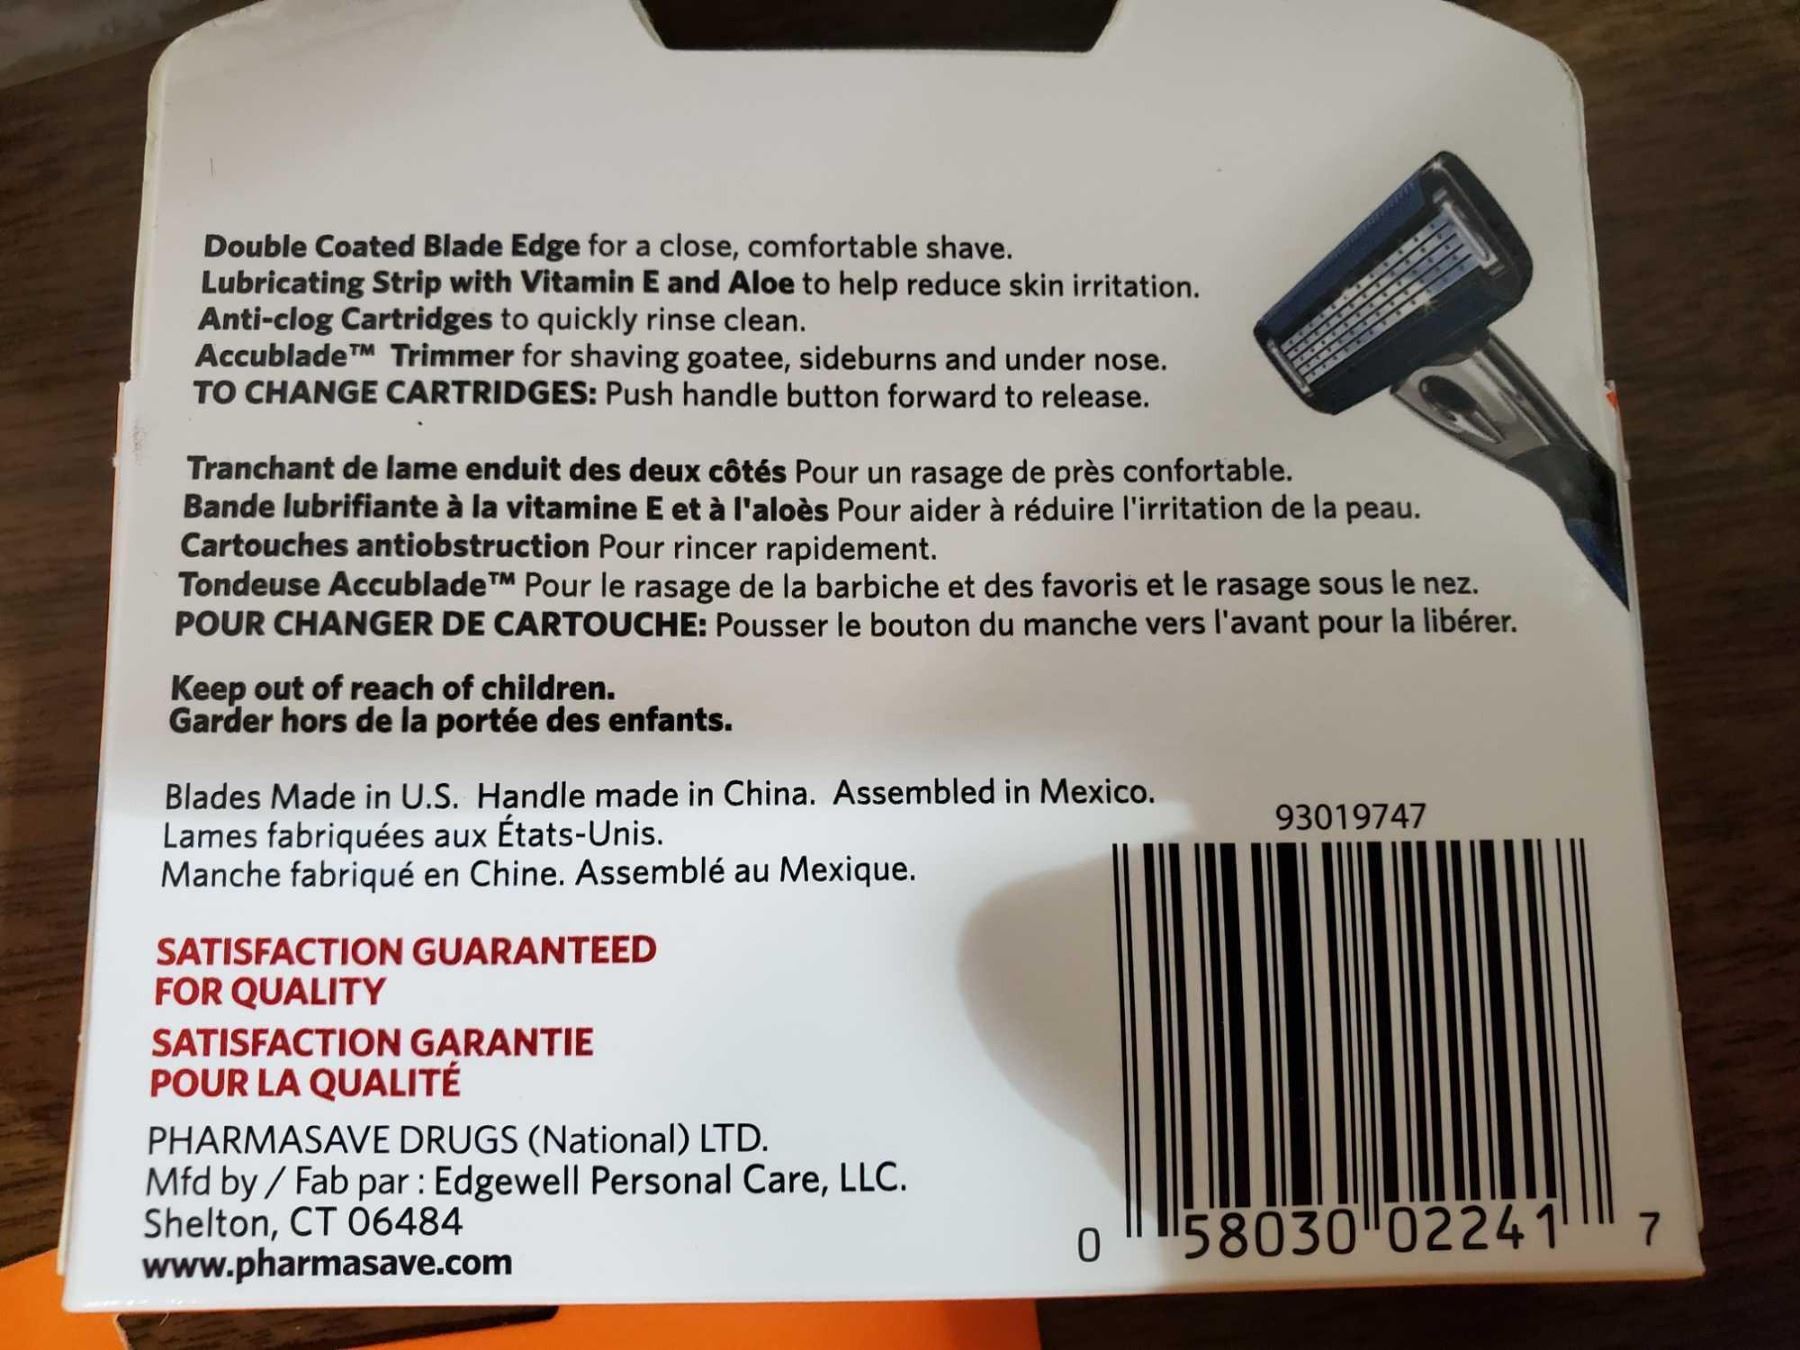 Double Coated Blade Edge for a close, comfortable shave.
Lubricating Strip with Vitamin E and Aloe to help reduce skin irritation.
Anti-clog Cartridges to quickly rinse clean.
Accublade™ Trimmer for shaving goatee, sideburns and under nose.
TO CHANGE CARTRIDGES: Push handle button forward to release.
Tranchant de lame enduit des deux côtés Pour un rasage de près confortable.
Bande lubrifiante à la vitamine E et à l'aloès Pour aider à réduire l'irritation de la peau.
Cartouches antiobstruction Pour rincer rapidement.
Tondeuse Accublade™ Pour le rasage de la barbiche et des favoris et le rasage sous le nez.
POUR CHANGER DE CARTOUCHE: Pousser le bouton du manche vers l'avant pour la libérer.
Keep out of reach of children.
Garder hors de la portée des enfants.
Blades Made in U.S. Handle made in China. Assembled in Mexico.
Lames fabriquées aux États-Unis.
Manche fabriqué en Chine. Assemblé au Mexique.
93019747
SATISFACTION GUARANTEED
FOR QUALITY
SATISFACTION GARANTIE
POUR LA QUALITÉ
PHARMASAVE DRUGS (National) LTD.
Mfd by / Fab par : Edgewell Personal Care, LLC.
Shelton, CT 06484
www.pharmasave.com
0 58030 02241 7